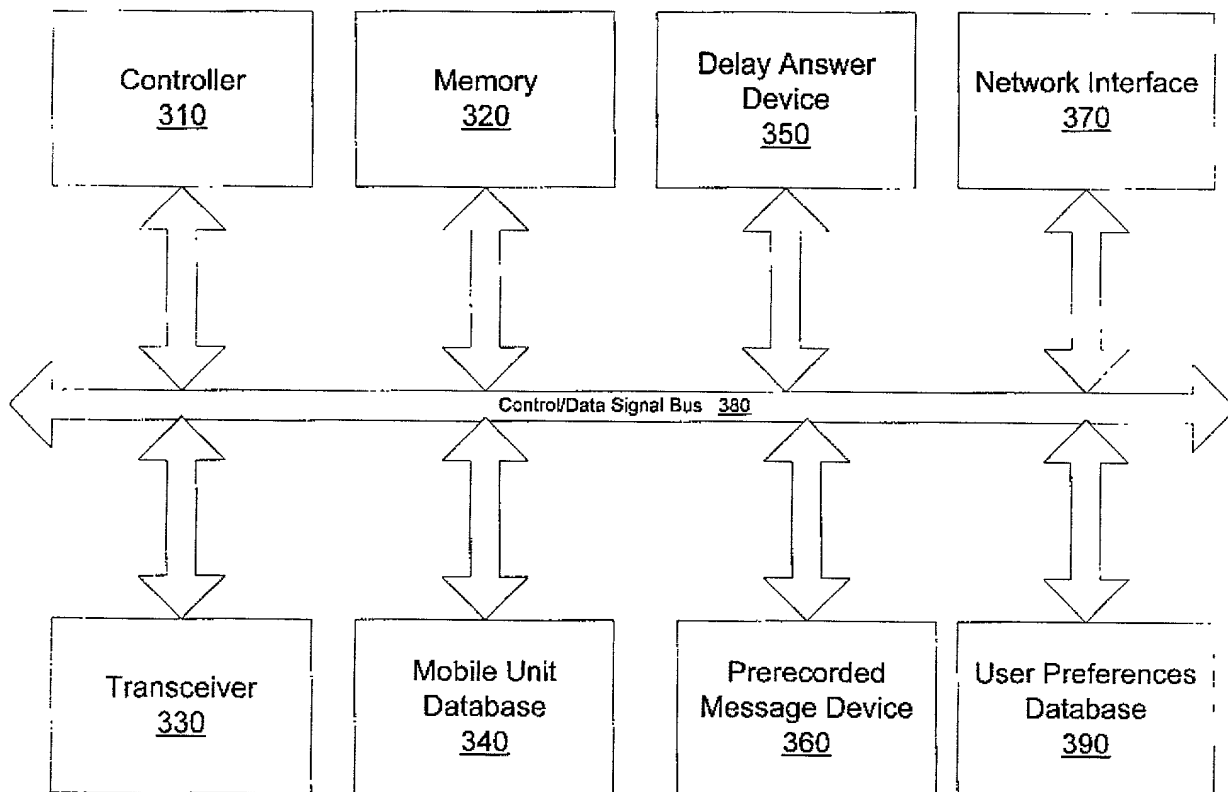 Controller
310
Memory
320
Delay Answer
Device
350
Network Interface
370
Control/Data Signal Bus 380
Transceiver
330
Mobile Unit
Database
340
Prerecorded
Message Device
360
User Preferences
Database
390